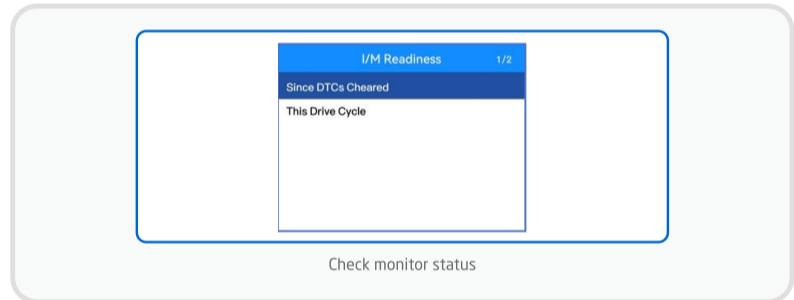 I/M Readiness 1/2
Since DTCs Cheared
This Drive Cycle
Check monitor status